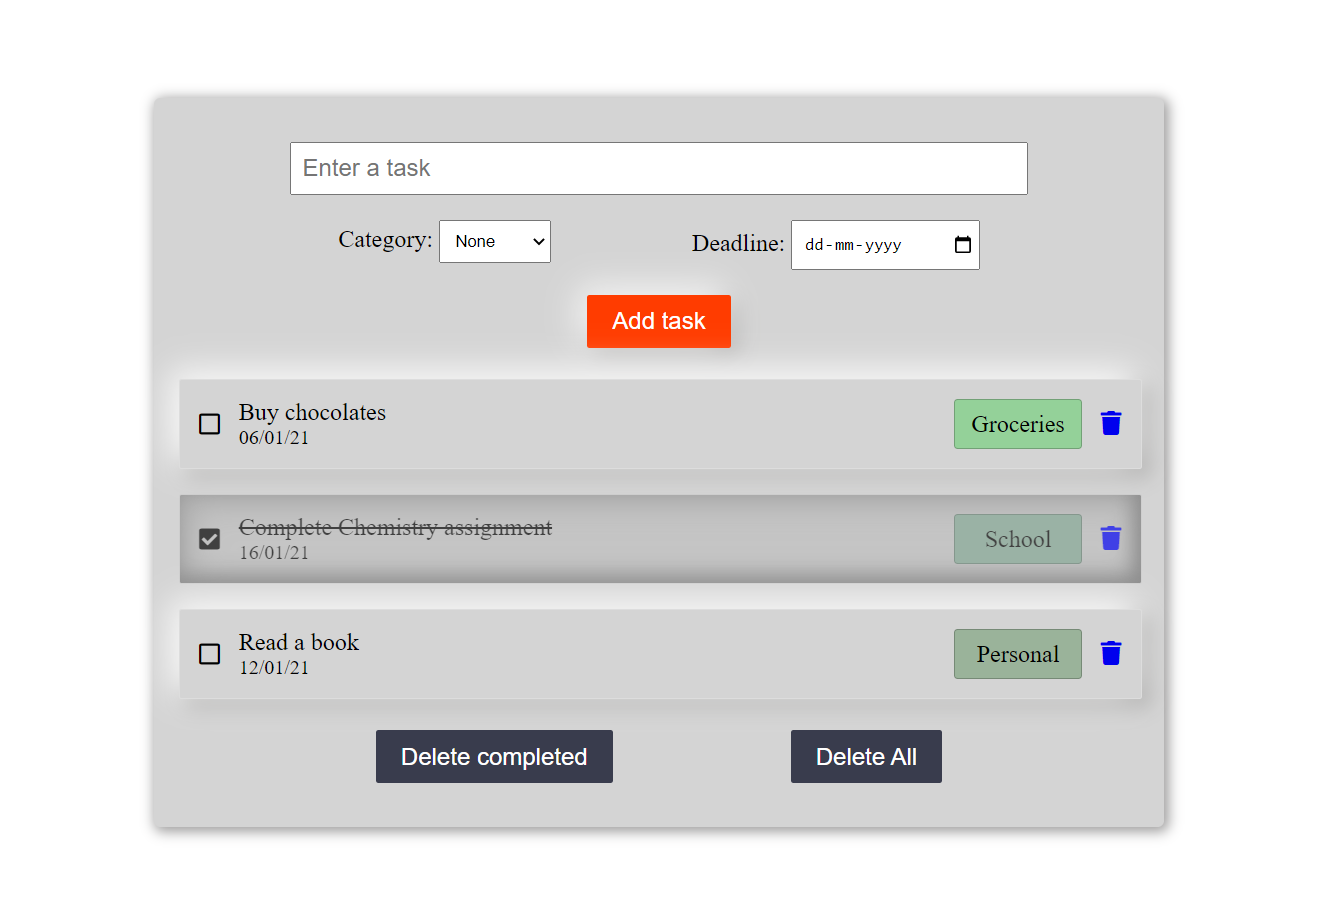 Enter a task
Category: None Deadline: dd-mm-yyyy
Add task
Buy chocolates
06/01/21
Groceries
Complete Chemistry assignment
16/01/21
School
Read a book
12/01/21
Personal
Delete completed Delete All